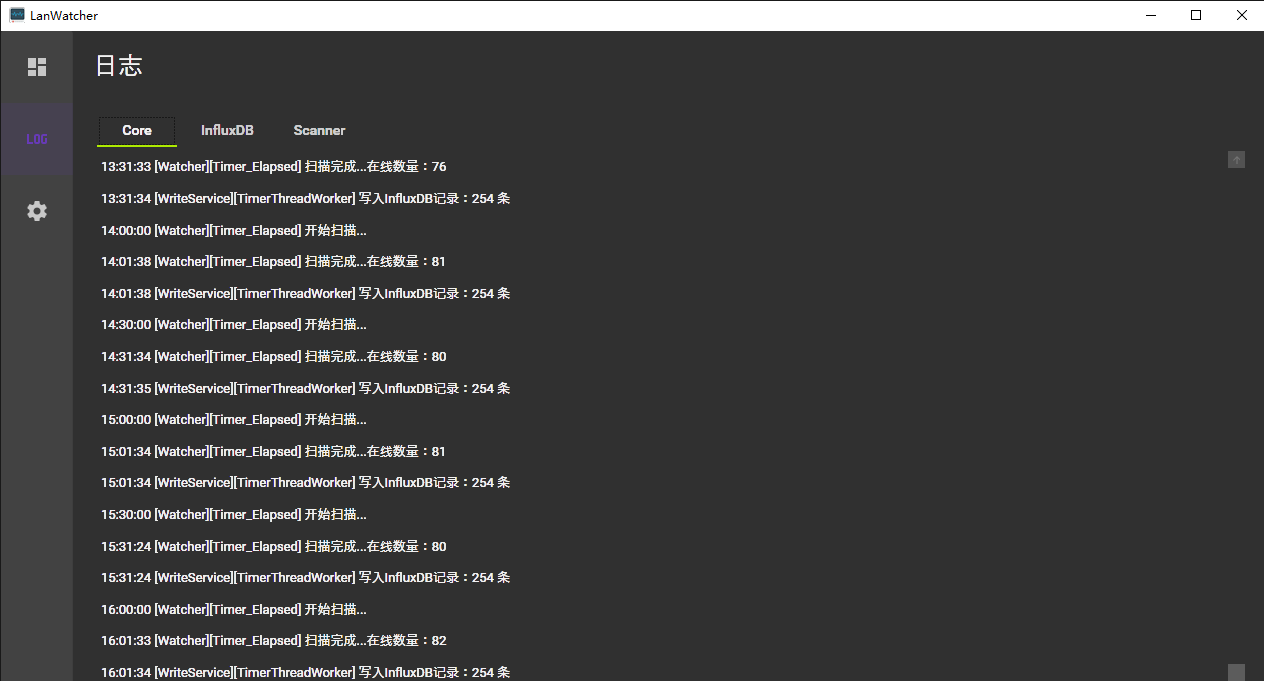 LanWatcher
日志
LOG
Core InfluxDB Scanner
13:31:33 [Watcher][Timer_Elapsed] 扫描完成...在线数量：76
13:31:34 [WriteService][TimerThreadWorker] 写入InfluxDB记录：254 条
14:00:00 [Watcher][Timer_Elapsed] 开始扫描...
14:01:38 [Watcher][Timer_Elapsed] 扫描完成...在线数量：81
14:01:38 [WriteService][TimerThreadWorker] 写入InfluxDB记录：254 条
14:30:00 [Watcher][Timer_Elapsed] 开始扫描...
14:31:34 [Watcher][Timer_Elapsed] 扫描完成...在线数量：80
14:31:35 [WriteService][TimerThreadWorker] 写入InfluxDB记录：254 条
15:00:00 [Watcher][Timer_Elapsed] 开始扫描...
15:01:34 [Watcher][Timer_Elapsed] 扫描完成...在线数量：81
15:01:34 [WriteService][TimerThreadWorker] 写入InfluxDB记录：254 条
15:30:00 [Watcher][Timer_Elapsed] 开始扫描...
15:31:24 [Watcher][Timer_Elapsed] 扫描完成...在线数量：80
15:31:24 [WriteService][TimerThreadWorker] 写入InfluxDB记录：254 条
16:00:00 [Watcher][Timer_Elapsed] 开始扫描...
16:01:33 [Watcher][Timer_Elapsed] 扫描完成...在线数量：82
16:01:34 [WriteService][TimerThreadWorker] 写入InfluxDB记录：254 条